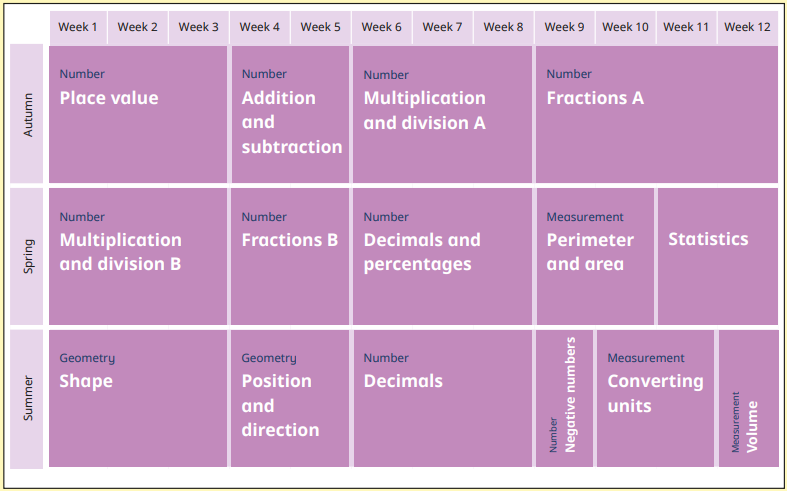 Week 1 Week 2 Week 3 Week 4 Week 5 Week 6 Week 7 Week 8 Week 9 Week 10 Week 11 Week 12
Autumn
Number
Place value
Number
Addition
and
subtraction
Number
Multiplication
and division A
Number
Fractions A
Spring
Number
Multiplication
and division B
Number
Fractions B
Number
Decimals and
percentages
Measurement
Perimeter
and area
Statistics
Summer
Geometry
Shape
Geometry
Position
and
direction
Number
Decimals
Number
Negative numbers
Measurement
Converting
units
Measurement
Volume